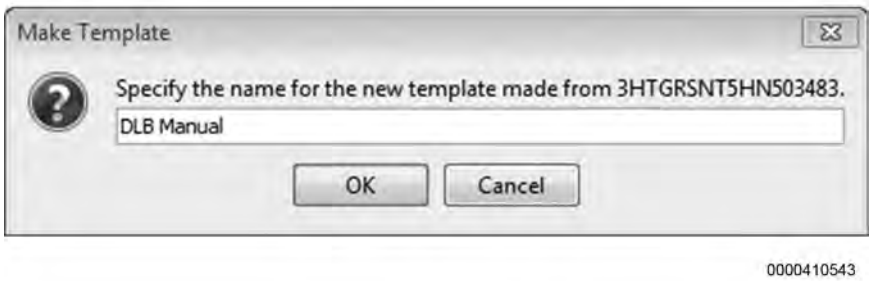 Make Template
Specify the name for the new template made from 3HTGRSNT5HN503483.
DLB Manual
OK Cancel
0000410543